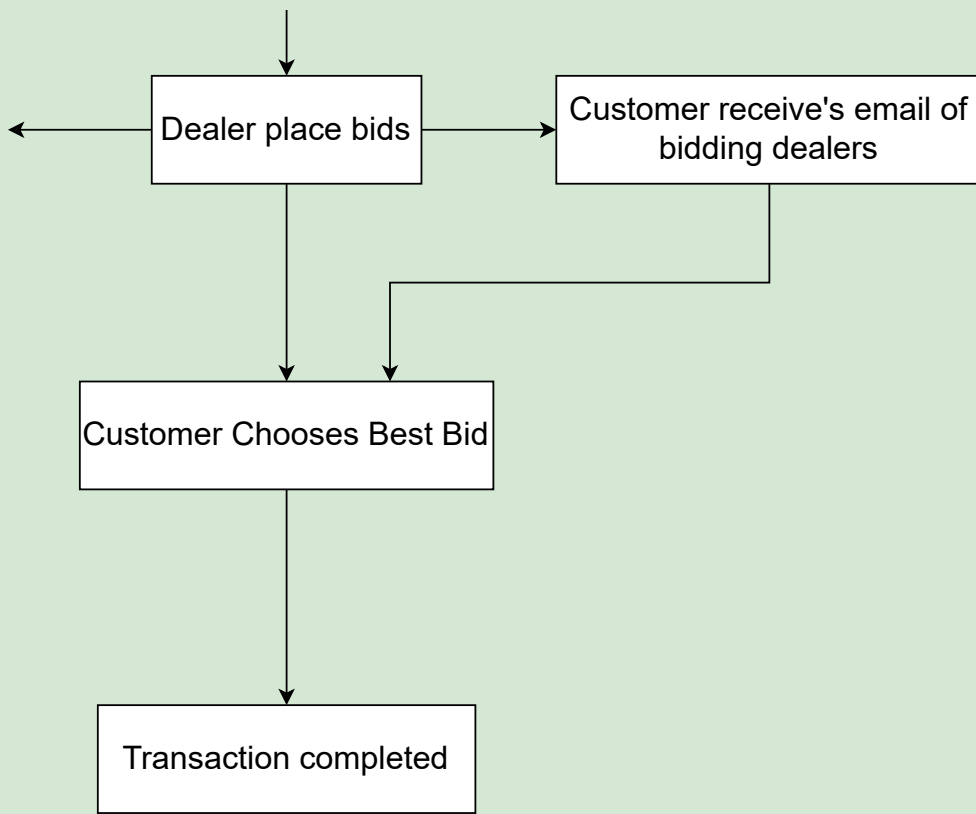 Dealer place bids
Customer receive's email of
bidding dealers
Customer Chooses Best Bid
Transaction completed